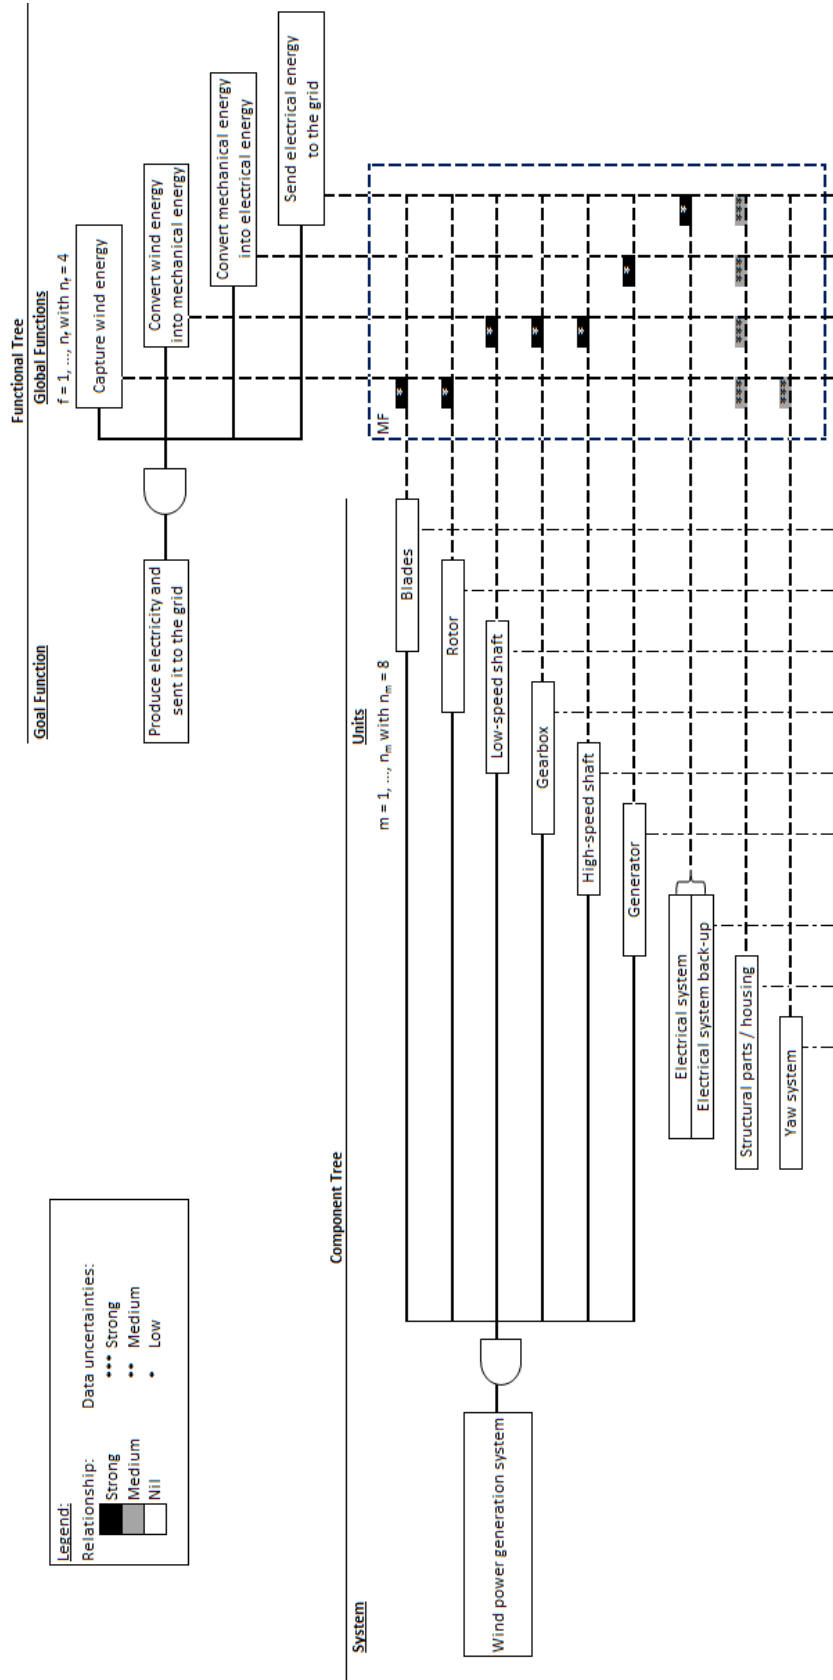 Functional Tree
Goal Function
Global Functions
f = 1, ..., nf with nf = 4
Produce electricity and
sent it to the grid
Capture wind energy
Convert wind energy
into mechanical energy
Convert mechanical energy
into electrical energy
Send electrical energy
to the grid
Legend:
Relationship:
Strong
Medium
Nil
Data uncertainties:
*** Strong
** Medium
* Low
Component Tree
System
Units
m = 1, ..., nm with nm = 8
Wind power generation system
MF
Blades
*
Rotor
*
Low-speed shaft
*
Gearbox
*
High-speed shaft
*
Generator
*
Electrical system
Electrical system back-up
*
Structural parts / housing
*** *** *** ***
Yaw system
***